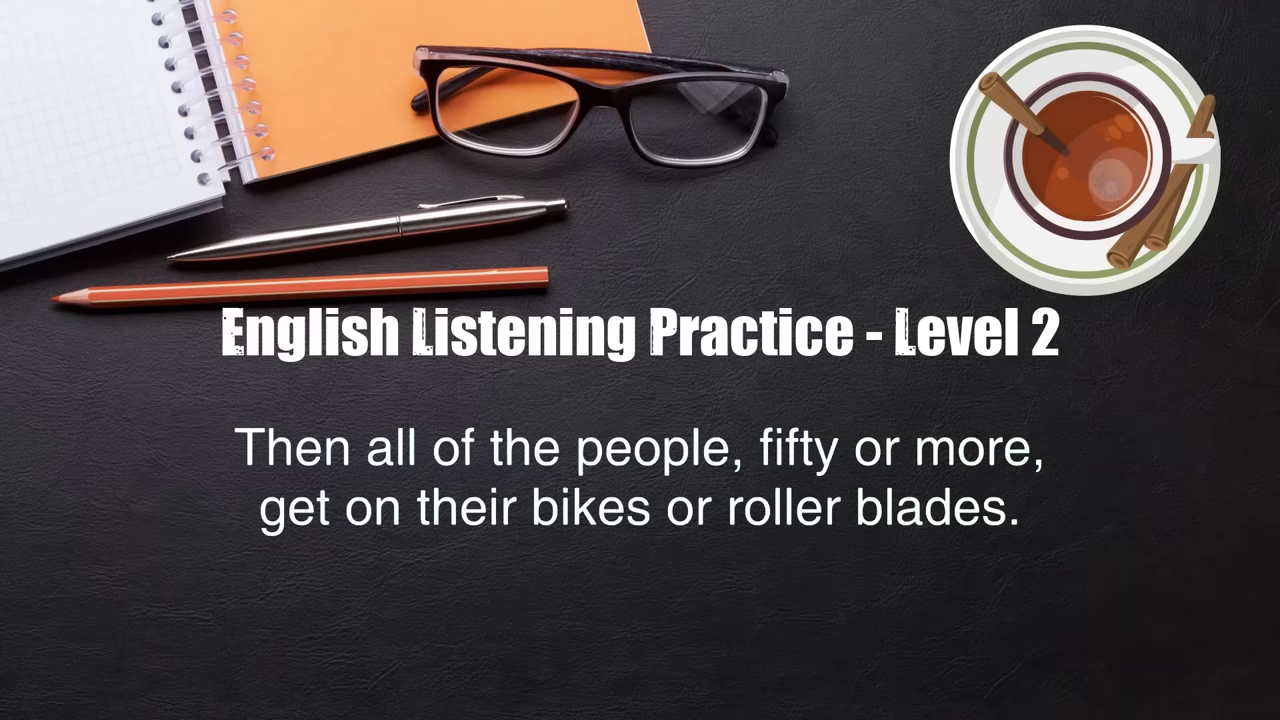 English Listening Practice - Level 2
Then all of the people, fifty or more,
get on their bikes or roller blades.